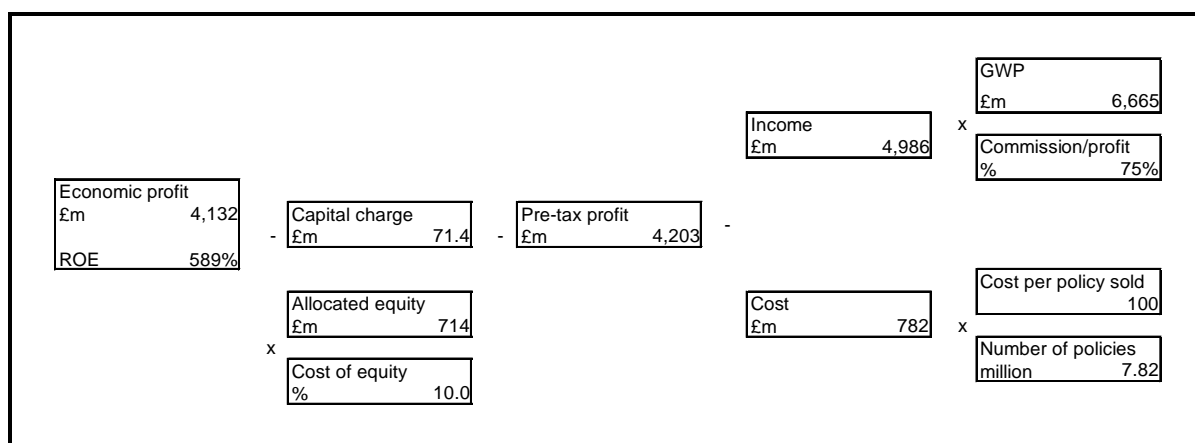 GWP
£m 6,665
x
Commission/profit
% 75%
Income
£m 4,986
Economic profit
£m 4,132
ROE 589%
-
Capital charge
£m 71.4
-
Pre-tax profit
£m 4,203
-
Allocated equity
£m 714
x
Cost of equity
% 10.0
Cost
£m 782
x
Cost per policy sold
100
Number of policies
million 7.82